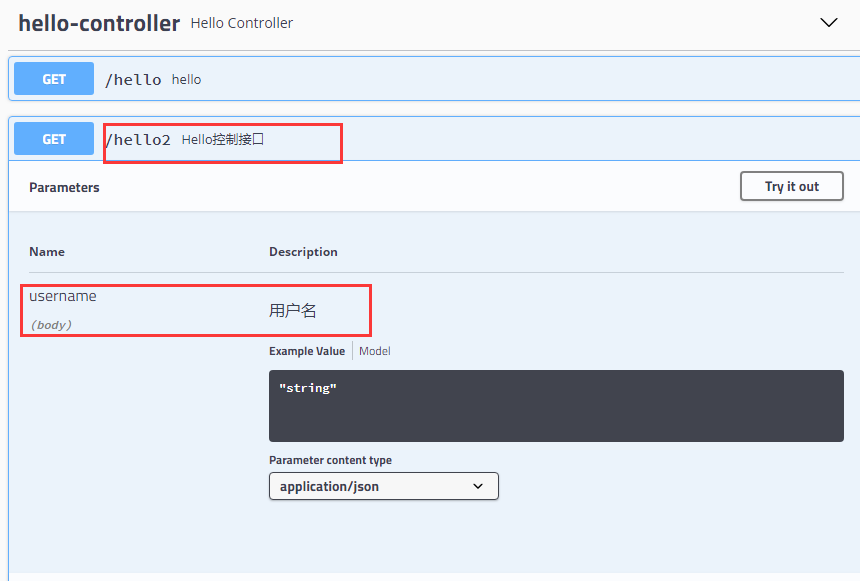 hello-controller Hello Controller
GET /hello hello
GET /hello2 Hello控制接口
Parameters Try it out
Name Description
username 用户名
(body)
Example Value Model
"string"
Parameter content type
application/json